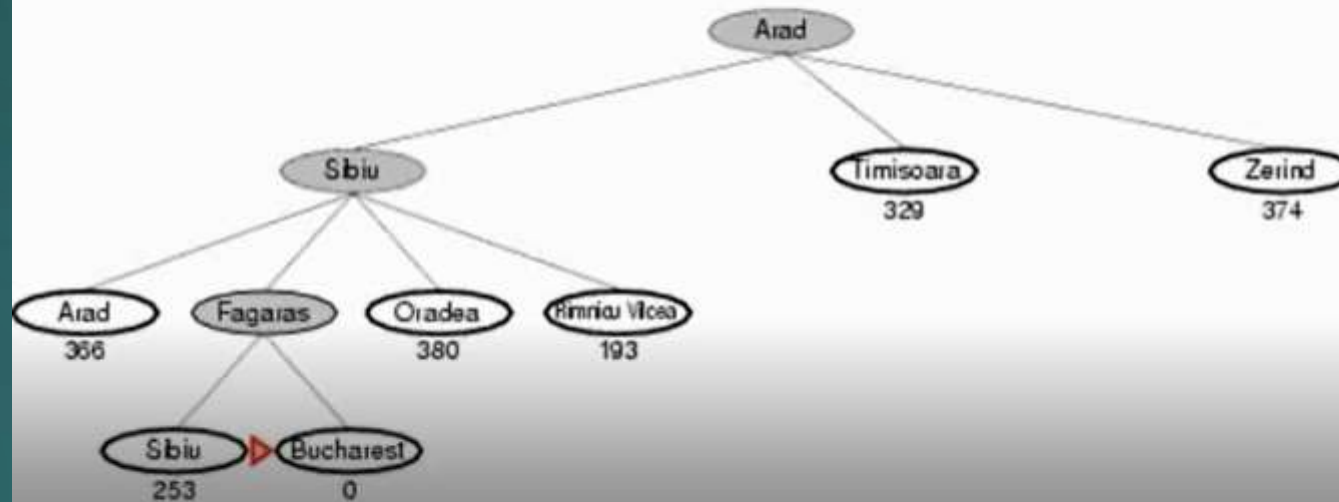 Arad
Sibiu
Timisoara
Zerind
329
374
Arad
Fagaras
Oradea
Rimnicu Vilcea
366
380
193
Sibiu
Bucharest
253
0